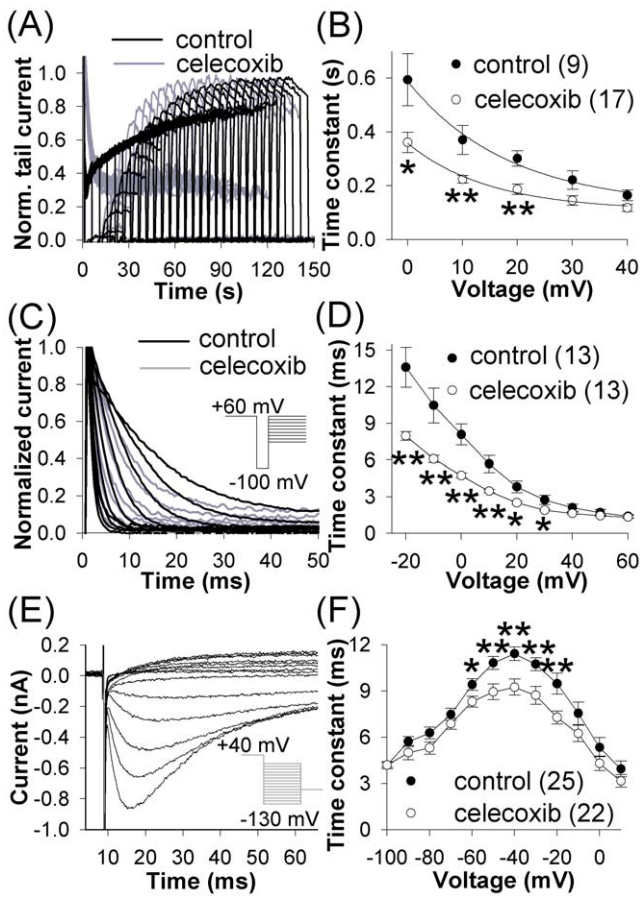 (A)
control
celecoxib
Norm. tail current
1.0
0.8
0.6
0.4
0.2
0.0
0 30 60 90 120 150
Time (s)
(B)
control (9)
celecoxib (17)
Time constant (s)
0.6
0.4
0.2
0.0
* ** **
0 10 20 30 40
Voltage (mV)
(C)
control
celecoxib
Normalized current
1.0
0.8
0.6
0.4
0.2
0.0
+60 mV
-100 mV
0 10 20 30 40 50
Time (ms)
(D)
control (13)
celecoxib (13)
Time constant (ms)
15
12
9
6
3
0
** ** ** ** * *
-20 0 20 40 60
Voltage (mV)
(E)
Current (nA)
0.2
0.0
-0.2
-0.4
-0.6
-0.8
-1.0
+40 mV
-130 mV
10 20 30 40 50 60
Time (ms)
(F)
Time constant (ms)
12
9
6
3
0
* ** ** ** **
control (25)
celecoxib (22)
-100 -80 -60 -40 -20 0
Voltage (mV)